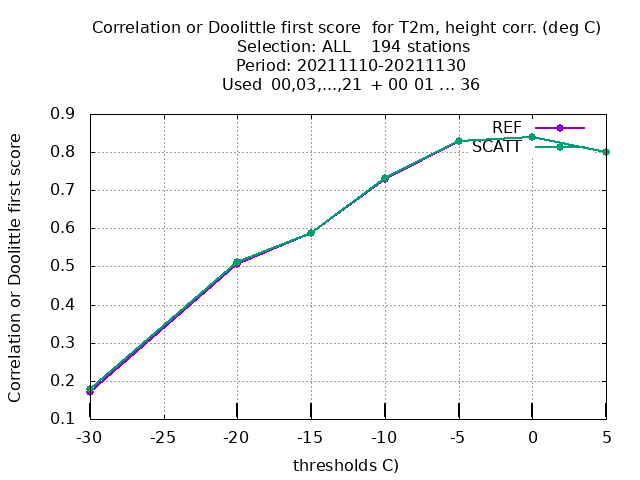 Correlation or Doolittle first score  for T2m, height corr. (deg C)
Selection: ALL    194 stations
Period: 20211110-20211130
Used  00,03,...,21  + 00 01 ... 36
Correlation or Doolittle first score
0.9
0.8
0.7
0.6
0.5
0.4
0.3
0.2
0.1
REF
SCATT
-30 -25 -20 -15 -10 -5 0 5
thresholds C)